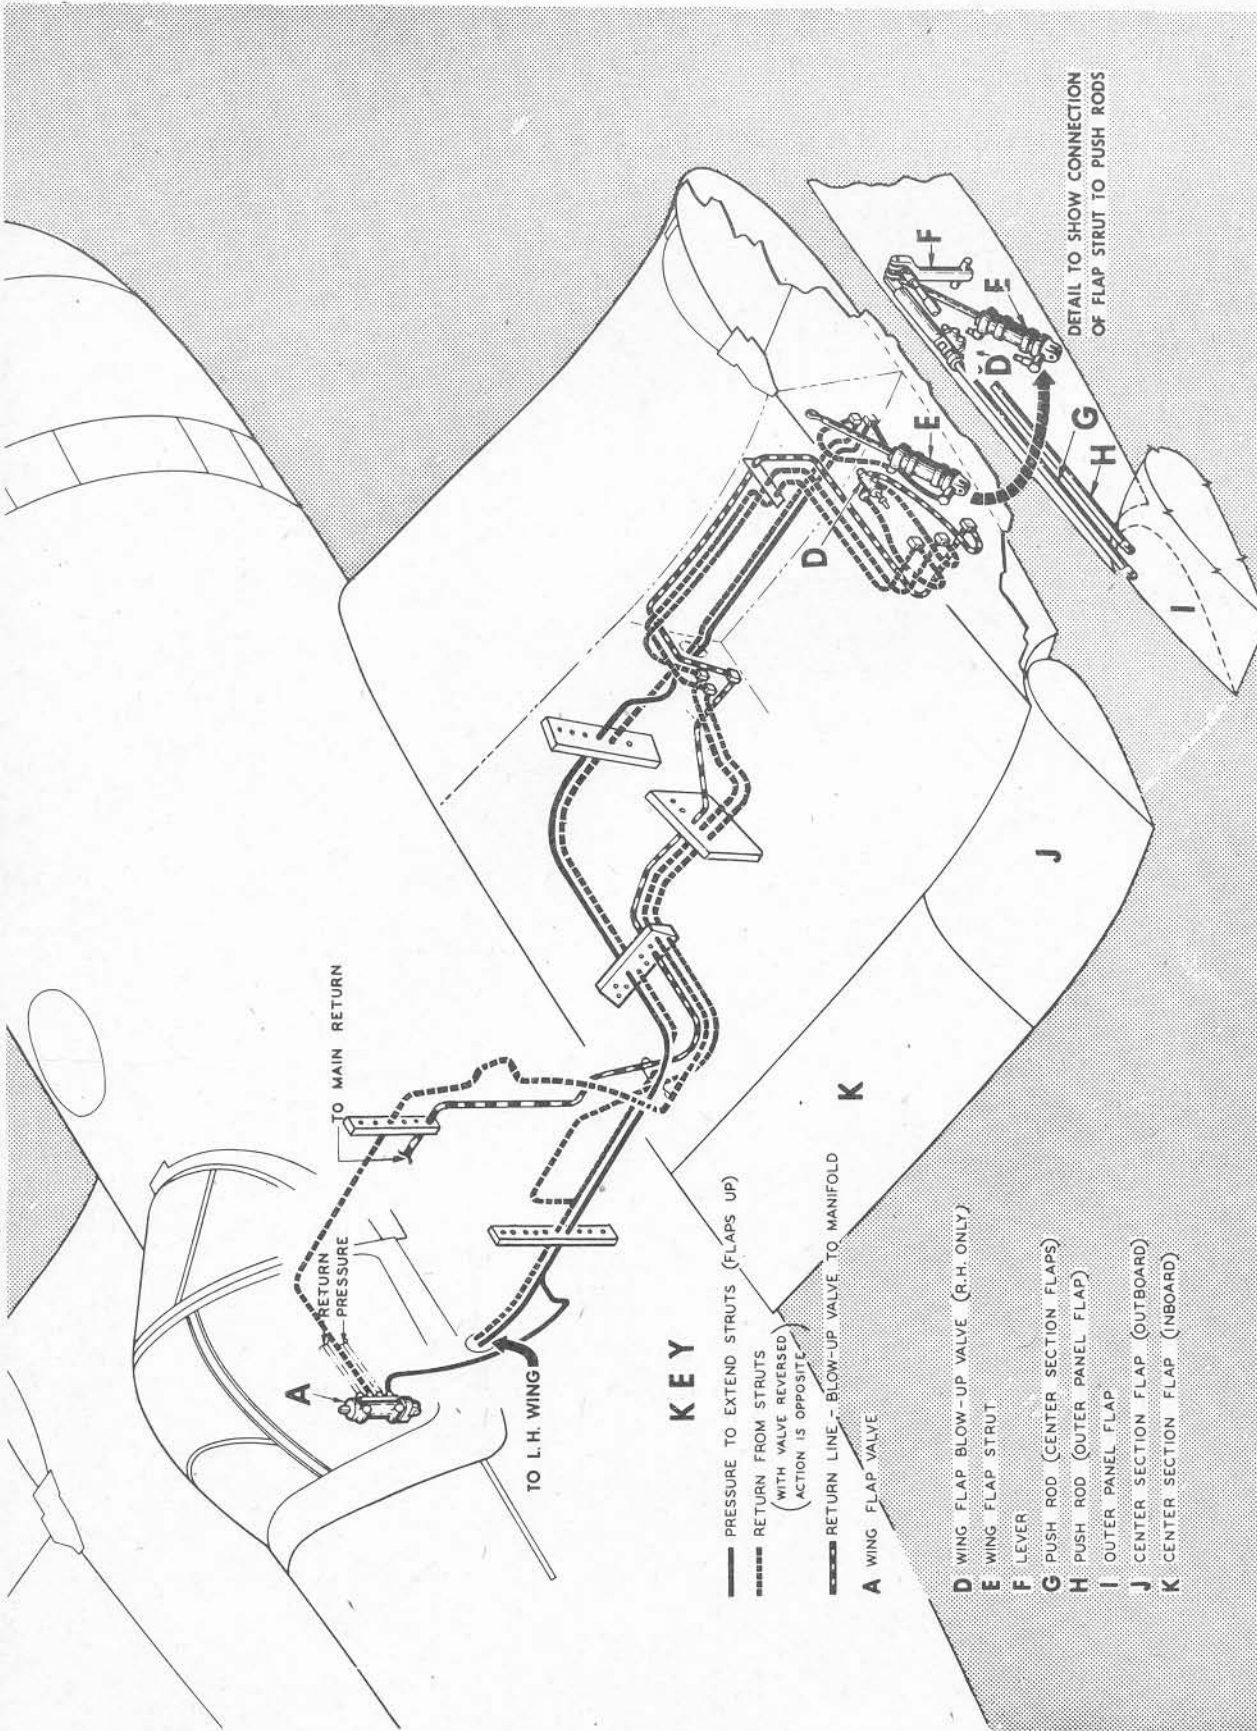 A
RETURN
PRESSURE
TO MAIN RETURN
TO L. H. WING
D
E
F
E
D
G
H
I
J
K
DETAIL TO SHOW CONNECTION
OF FLAP STRUT TO PUSH RODS
KEY
PRESSURE TO EXTEND STRUTS (FLAPS UP)
RETURN FROM STRUTS
(WITH VALVE REVERSED
ACTION IS OPPOSITE)
RETURN LINE - BLOW-UP VALVE TO MANIFOLD
A WING FLAP VALVE
D WING FLAP BLOW-UP VALVE (R.H. ONLY)
E WING FLAP STRUT
F LEVER
G PUSH ROD (CENTER SECTION FLAPS)
H PUSH ROD (OUTER PANEL FLAP)
I OUTER PANEL FLAP
J CENTER SECTION FLAP (OUTBOARD)
K CENTER SECTION FLAP (INBOARD)